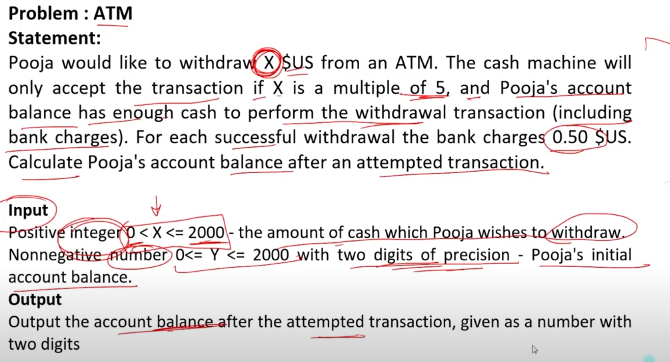 Problem : ATM
Statement:
Pooja would like to withdraw X $US from an ATM. The cash machine will
only accept the transaction if X is a multiple of 5, and Pooja's account
balance has enough cash to perform the withdrawal transaction (including
bank charges). For each successful withdrawal the bank charges 0.50 $US.
Calculate Pooja's account balance after an attempted transaction.
Input
Positive integer 0 < X <= 2000 - the amount of cash which Pooja wishes to withdraw.
Nonnegative number 0<= Y <= 2000 with two digits of precision - Pooja's initial
account balance.
Output
Output the account balance after the attempted transaction, given as a number with
two digits